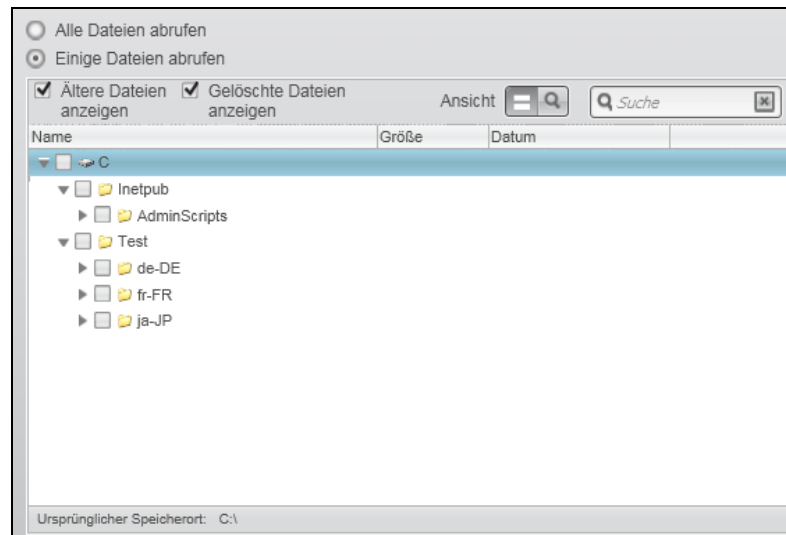 Alle Dateien abrufen
Einige Dateien abrufen
Ältere Dateien anzeigen Gelöschte Dateien anzeigen Ansicht Suche
Name Größe Datum
C
Inetpub
AdminScripts
Test
de-DE
fr-FR
ja-JP
Ursprünglicher Speicherort: C:\